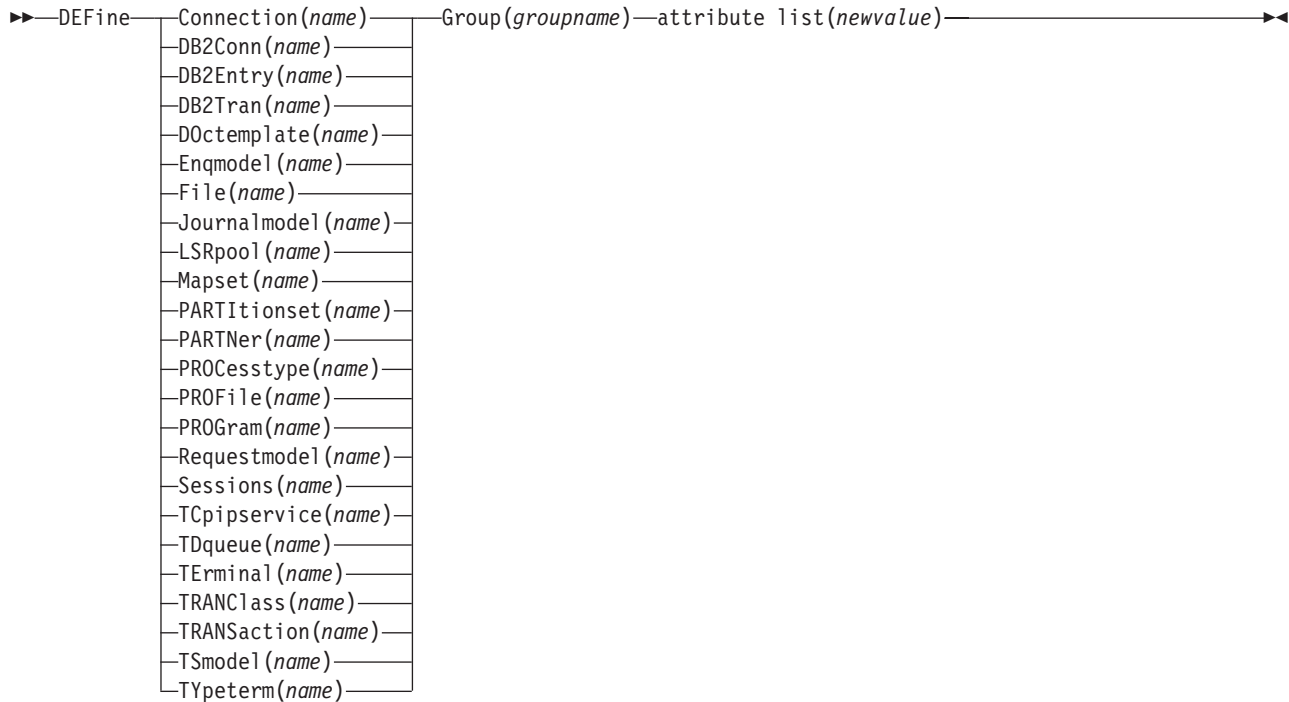 DEFine Connection(name) Group(groupname) attribute list(newvalue)
DB2Conn(name)
DB2Entry(name)
DB2Tran(name)
DOctemplate(name)
Enqmodel(name)
File(name)
Journalmodel(name)
LSRpool(name)
Mapset(name)
PARTItionset(name)
PARTNer(name)
PROCesstype(name)
PROFile(name)
PROGram(name)
Requestmodel(name)
Sessions(name)
TCpipservice(name)
TDqueue(name)
TErminal(name)
TRANClass(name)
TRANSaction(name)
TSmodel(name)
TYpeterm(name)